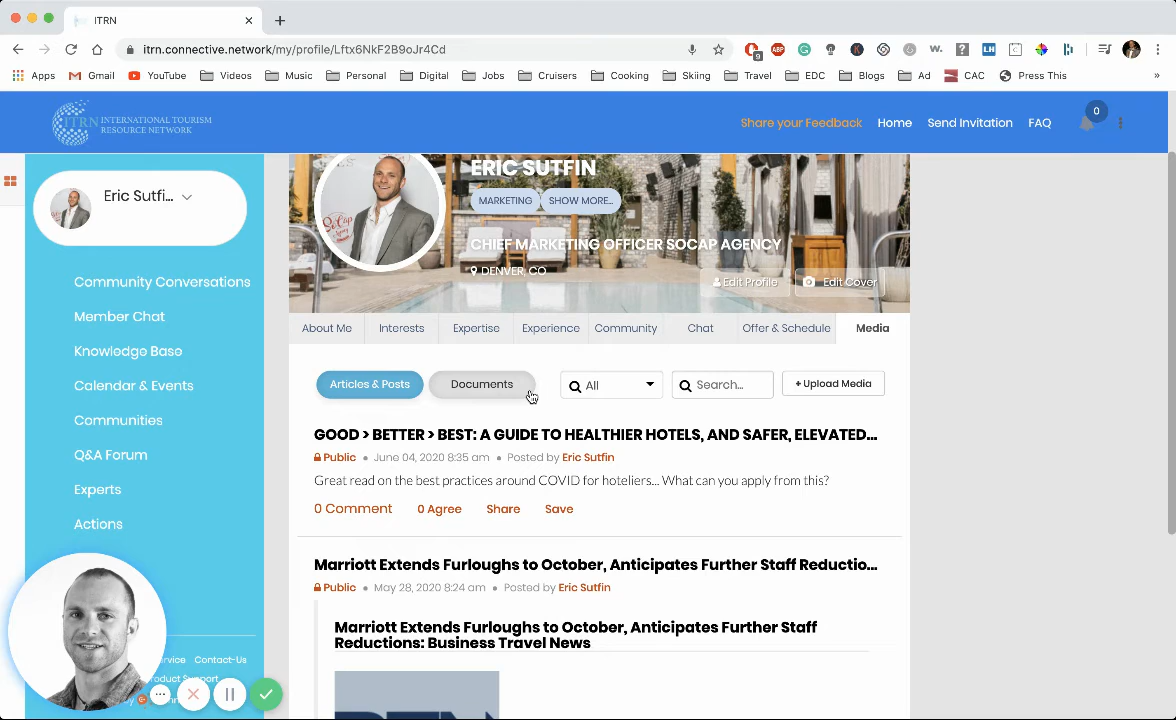 ITRN
itrn.connective.network/my/profile/Lftx6NkF2B9oJr4Cd
9
ABP
W.
?
LH
Apps Gmail YouTube Videos Music Personal Digital Jobs Cruisers Cooking Skiing Travel EDC Blogs Ad CAC Press This »
ITRN INTERNATIONAL TOURISM
RESOURCE NETWORK
Share your Feedback Home Send Invitation FAQ 0
Eric Sutfi...
Community Conversations
Member Chat
Knowledge Base
Calendar & Events
Communities
Q&A Forum
Experts
Actions
Contact-Us
Support
ERIC SUTFIN
MARKETING SHOW MORE...
CHIEF MARKETING OFFICER SOCAP AGENCY
DENVER, CO
Edit Profile Edit Cover
About Me Interests Expertise Experience Community Chat Offer & Schedule Media
Articles & Posts Documents All Search... + Upload Media
GOOD > BETTER > BEST: A GUIDE TO HEALTHIER HOTELS, AND SAFER, ELEVATED...
Public • June 04, 2020 8:35 am • Posted by Eric Sutfin
Great read on the best practices around COVID for hoteliers... What can you apply from this?
0 Comment 0 Agree Share Save
Marriott Extends Furloughs to October, Anticipates Further Staff Reductio...
Public • May 28, 2020 8:24 am • Posted by Eric Sutfin
Marriott Extends Furloughs to October, Anticipates Further Staff
Reductions: Business Travel News